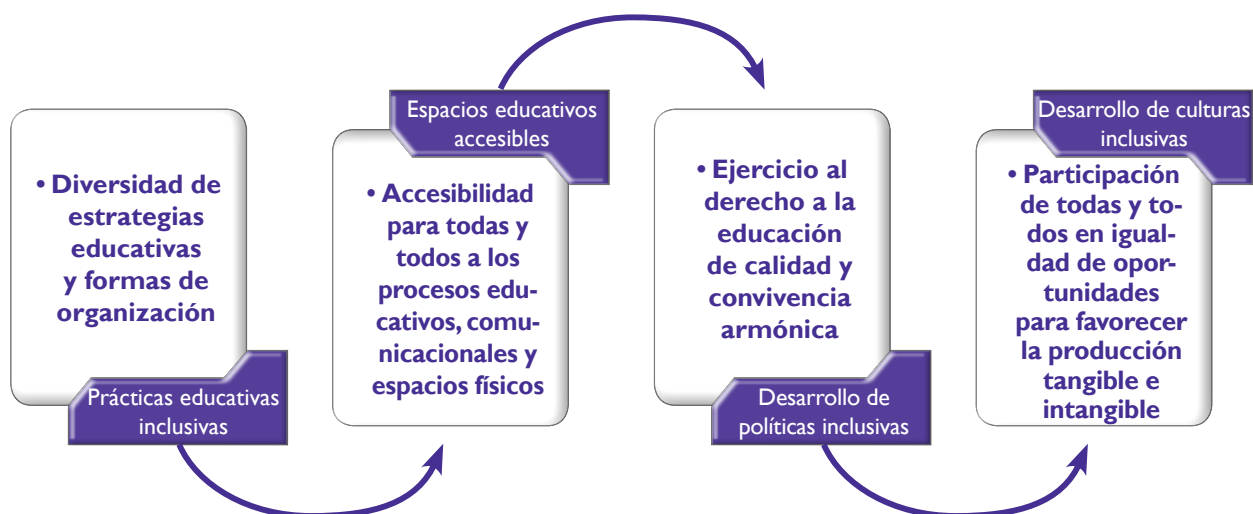 • Diversidad de
estrategias
educativas
y formas de
organización
Prácticas educativas
inclusivas
Espacios educativos
accesibles
• Accesibilidad
para todas y
todos a los
procesos edu-
cativos, comu-
nicacionales y
espacios físicos
• Ejercicio al
derecho a la
educación
de calidad y
convivencia
armónica
Desarrollo de
políticas inclusivas
Desarrollo de culturas
inclusivas
• Participación
de todas y to-
dos en igual-
dad de opor-
tunidades
para favorecer
la producción
tangible e
intangible